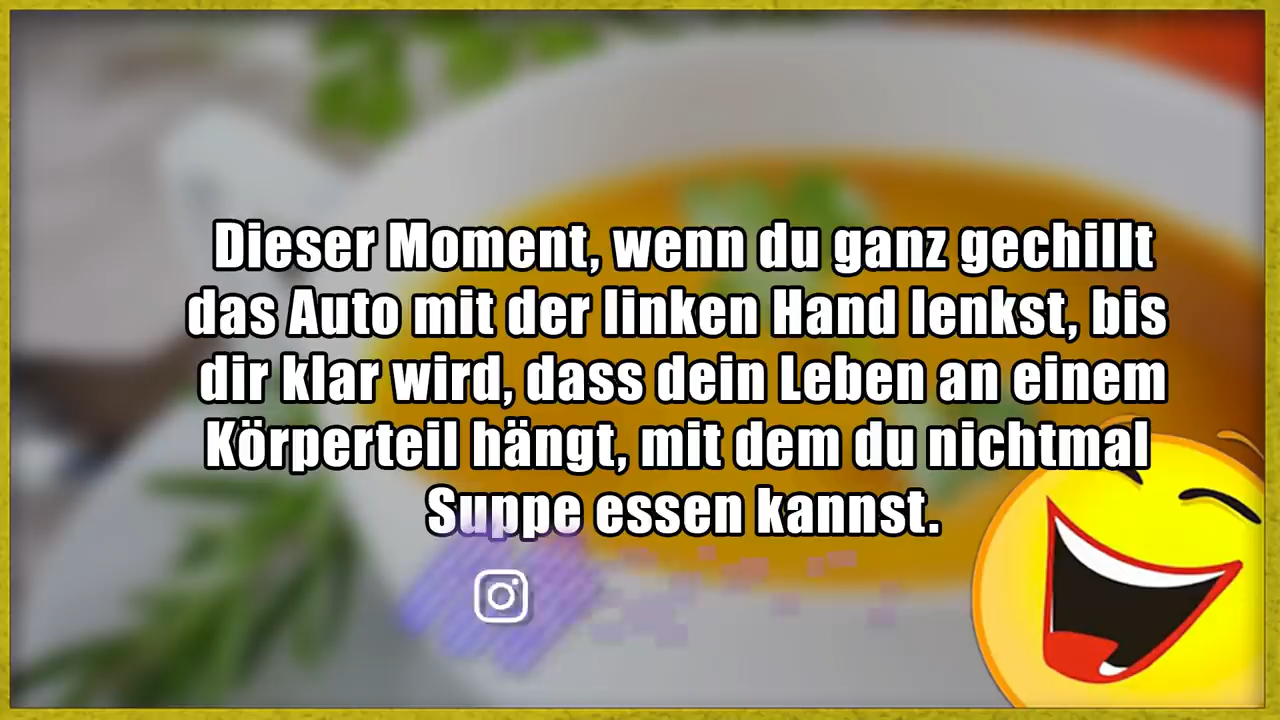 Dieser Moment, wenn du ganz gechillt
das Auto mit der linken Hand lenkst, bis
dir klar wird, dass dein Leben an einem
Körperteil hängt, mit dem du nichtmal
Suppe essen kannst.